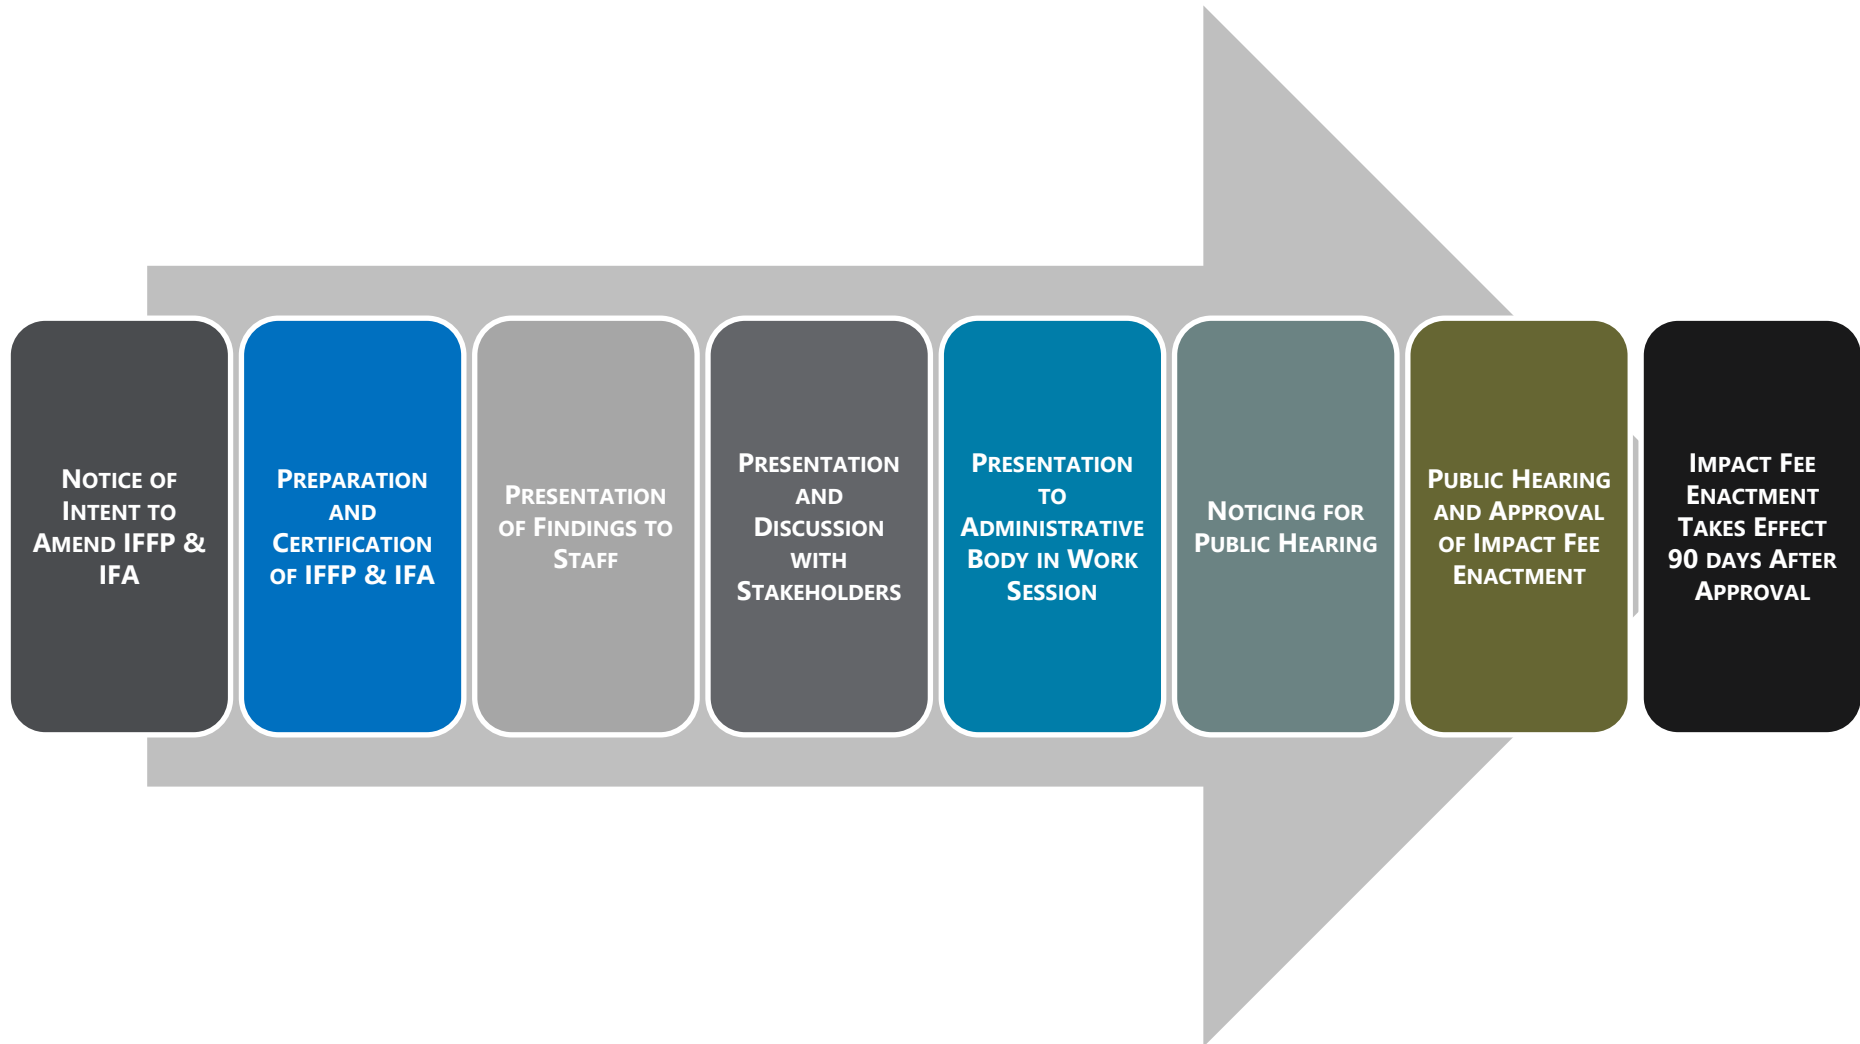 Notice of
Intent to
Amend IFFP &
IFA
Preparation
and
Certification
of IFFP & IFA
Presentation
of Findings to
Staff
Presentation
and
Discussion
with
Stakeholders
Presentation
to
Administrative
Body in Work
Session
Noticing for
Public Hearing
Public Hearing
and Approval
of Impact Fee
Enactment
Impact Fee
Enactment
Takes Effect
90 days After
Approval